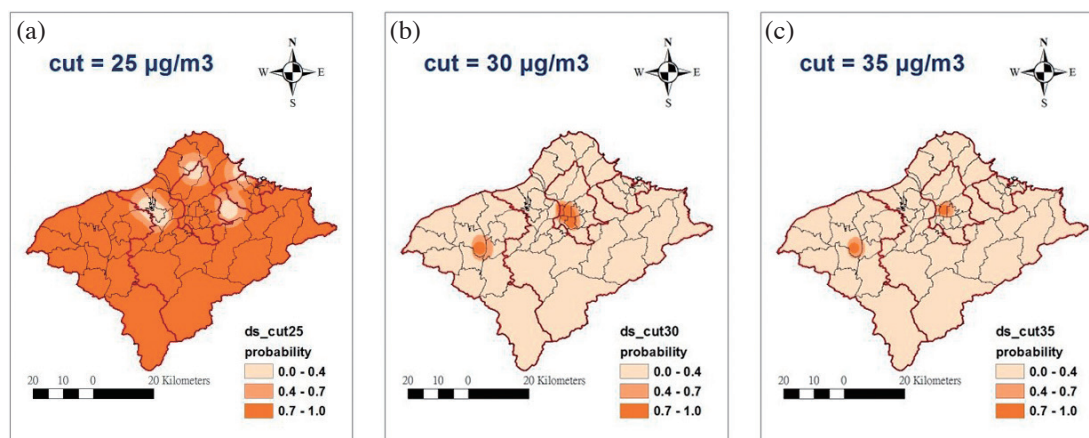 (a)
cut = 25 µg/m3
N
W E
S
ds_cut25
probability
0.0 - 0.4
0.4 - 0.7
0.7 - 1.0
20 10 0 20 Kilometers
(b)
cut = 30 µg/m3
N
W E
S
ds_cut30
probability
0.0 - 0.4
0.4 - 0.7
0.7 - 1.0
20 10 0 20 Kilometers
(c)
cut = 35 µg/m3
N
W E
S
ds_cut35
probability
0.0 - 0.4
0.4 - 0.7
0.7 - 1.0
20 10 0 20 Kilometers